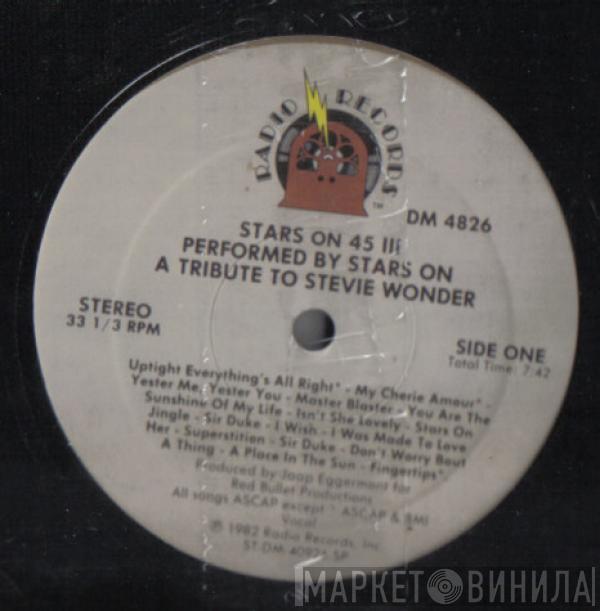 RADIO RECORDS
TM
DM 4826
STARS ON 45 III
PERFORMED BY STARS ON
A TRIBUTE TO STEVIE WONDER
STEREO
33 1/3 RPM
SIDE ONE
Total Time: 7:42
Uptight Everything's All Right* - My Cherie Amour* -
Yester Me, Yester You - Master Blaster - You Are The
Sunshine Of My Life - Isn't She Lovely - Stars On
Jingle - Sir Duke - I Wish - I Was Made To Love
Her - Superstition - Sir Duke - Don't Worry Bout
A Thing - A Place In The Sun - Fingertips*
Produced by Jaap Eggermont for
Red Bullet Productions
All songs ASCAP except * ASCAP & BMI
Vocal
℗ 1982 Radio Records, Inc.
ST-DM SP
МАРКЕТ ВИНИЛА